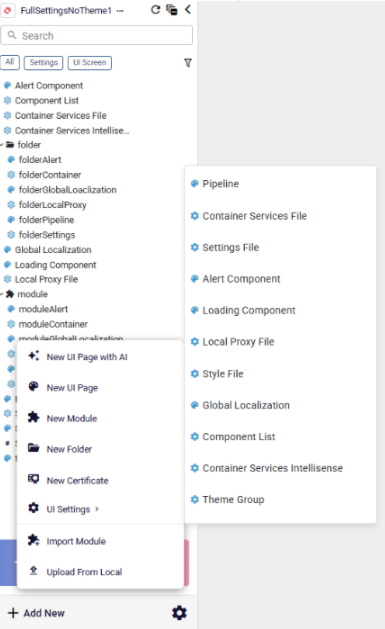 FullSettingsNoTheme1 ...
Search
All
Settings
UI Screen
Alert Component
Component List
Container Services File
Container Services Intellise...
folder
folderAlert
folderContainer
folderGlobalLoaclization
folderLocalProxy
folderPipeline
folderSettings
Global Localization
Loading Component
Local Proxy File
module
moduleAlert
moduleContainer
moduleGlobalLocalization
New UI Page with AI
New UI Page
New Module
New Folder
New Certificate
UI Settings >
Import Module
Upload From Local
+ Add New
Pipeline
Container Services File
Settings File
Alert Component
Loading Component
Local Proxy File
Style File
Global Localization
Component List
Container Services Intellisense
Theme Group